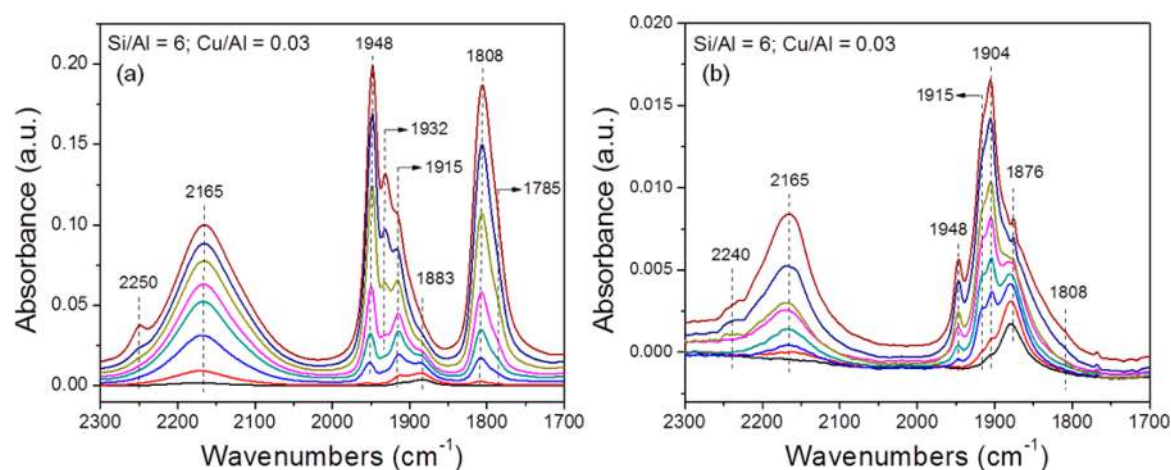 Si/Al = 6; Cu/Al = 0.03
(a)
1948
1808
1932
1915
1785
2165
2250
1883
0.20
0.15
0.10
0.05
0.00
Absorbance (a.u.)
2300 2200 2100 2000 1900 1800 1700
Wavenumbers (cm⁻¹)
Si/Al = 6; Cu/Al = 0.03
(b)
1904
1915
1876
2165
1948
2240
1808
0.020
0.015
0.010
0.005
0.000
Absorbance (a.u.)
2300 2200 2100 2000 1900 1800 1700
Wavenumbers (cm⁻¹)